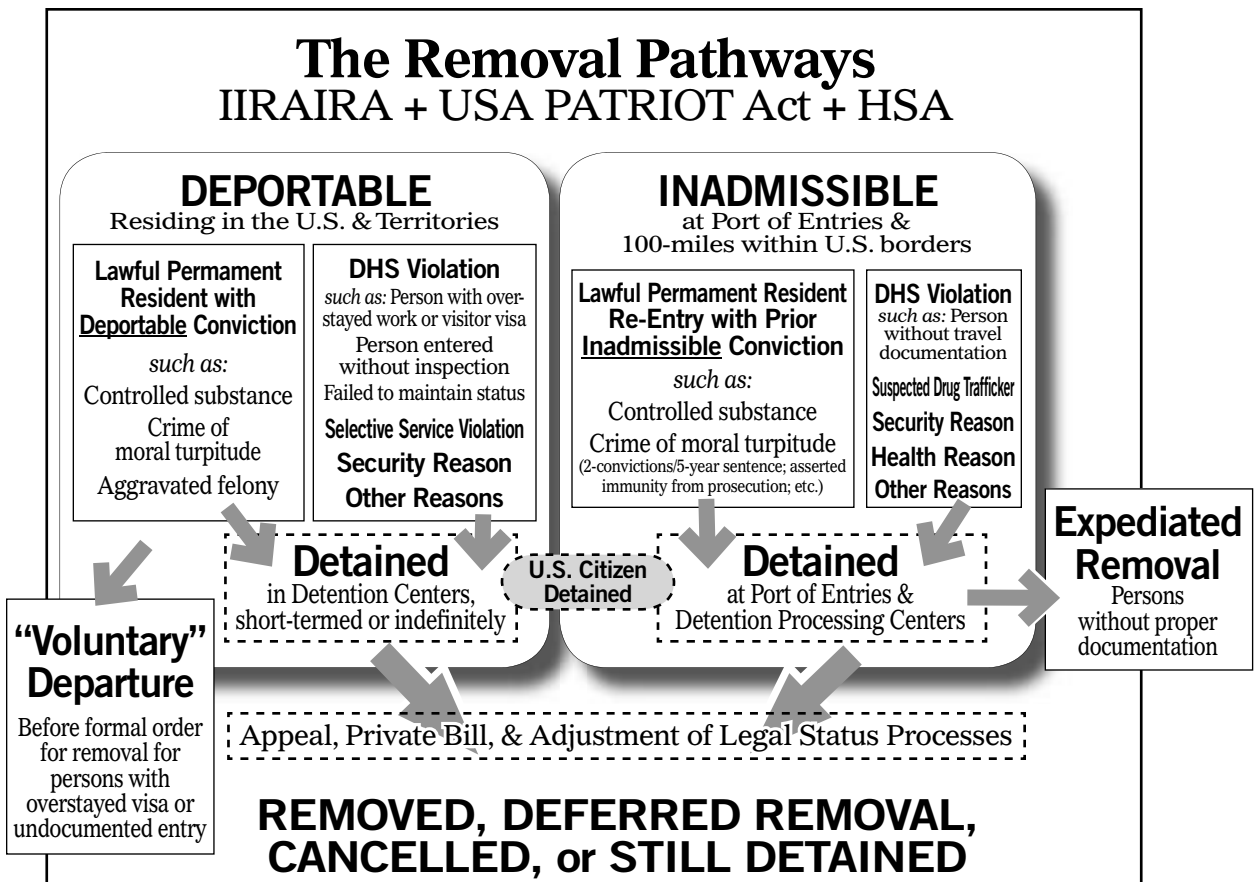 The Removal Pathways
IIRAIRA + USA PATRIOT Act + HSA
DEPORTABLE
Residing in the U.S. & Territories
Lawful Permament
Resident with
Deportable Conviction
such as:
Controlled substance
Crime of
moral turpitude
Aggravated felony
DHS Violation
such as: Person with over-
stayed work or visitor visa
Person entered
without inspection
Failed to maintain status
Selective Service Violation
Security Reason
Other Reasons
Detained
in Detention Centers,
short-termed or indefinitely
"Voluntary"
Departure
Before formal order
for removal for
persons with
overstayed visa or
undocumented entry
U.S. Citizen
Detained
INADMISSIBLE
at Port of Entries &
100-miles within U.S. borders
Lawful Permament Resident
Re-Entry with Prior
Inadmissible Conviction
such as:
Controlled substance
Crime of moral turpitude
(2-convictions/5-year sentence; asserted
immunity from prosecution; etc.)
DHS Violation
such as: Person
without travel
documentation
Suspected Drug Trafficker
Security Reason
Health Reason
Other Reasons
Detained
at Port of Entries &
Detention Processing Centers
Expediated
Removal
Persons
without proper
documentation
Appeal, Private Bill, & Adjustment of Legal Status Processes
REMOVED, DEFERRED REMOVAL,
CANCELLED, or STILL DETAINED